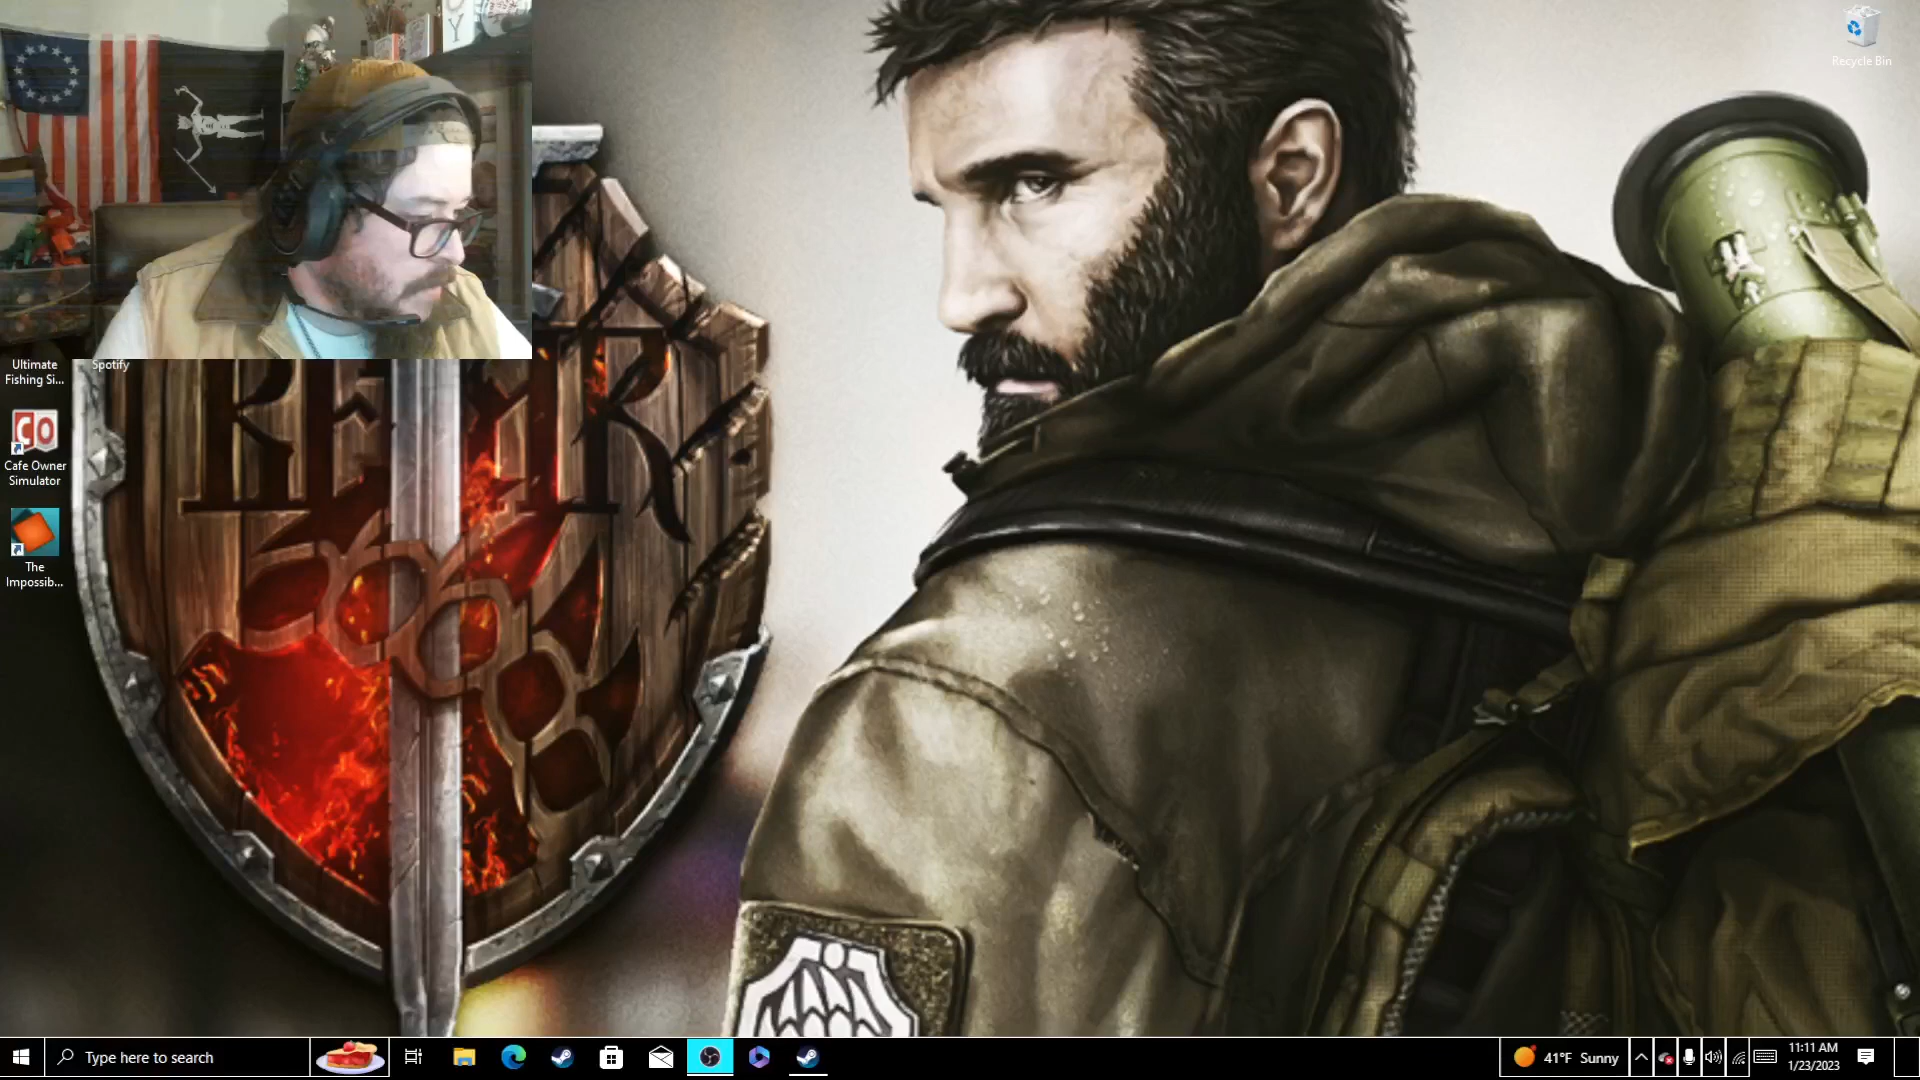 Recycle Bin
Ultimate
Fishing Si...
Spotify
CO
Cafe Owner
Simulator
The
Impossib...
Type here to search
41°F Sunny
11:11 AM
1/23/2023